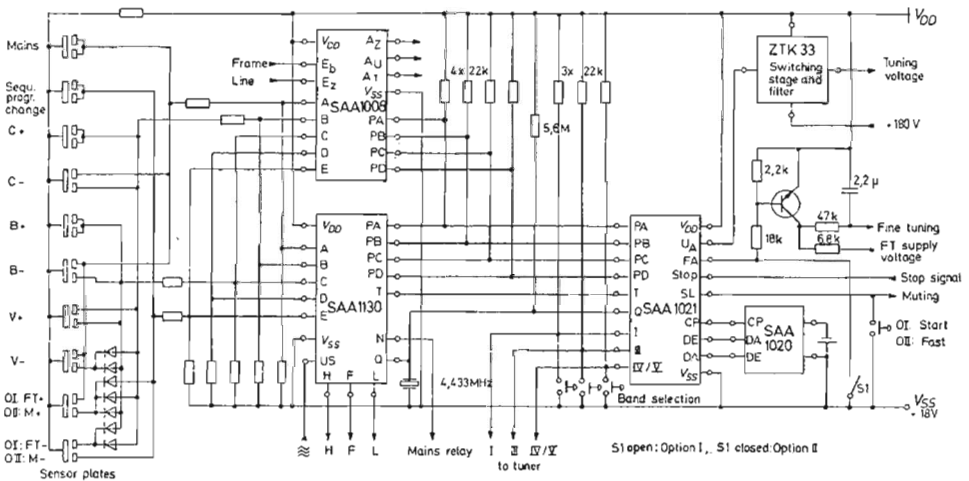 Mains
Sequ.
progr.
change
C+
C-
B+
B-
V+
V-
OI: FT+
OII: M+
OI: FT-
OII: M-
Sensor plates
Frame
Line
VDD
Eb
Ez
A
B
C
D
E
SAA1008
AZ
AU
A1
VSS
PA
PB
PC
PD
VDD
A
B
C
D
E
VSS
US
H
F
L
SAA1130
PA
PB
PC
PD
T
N
Q
4x 22k
5,6M
3x 22k
4,433MHz
H
F
L
Mains relay
I
II
IV/V
to tuner
Band selection
PA
PB
PC
PD
T
Q
I
II
IV/V
SAA1021
VDD
UA
FA
Stop
SL
CP
DE
DA
VSS
CP
DA
DE
SAA
1020
VDD
ZTK 33
Switching
stage and
filter
Tuning
voltage
+180V
2,2k
18k
2,2µ
47k
6,8k
Fine tuning
FT supply
voltage
Stop signal
Muting
OI: Start
OII: Fast
S1
VSS
+18V
S1 open: Option I, S1 closed: Option II